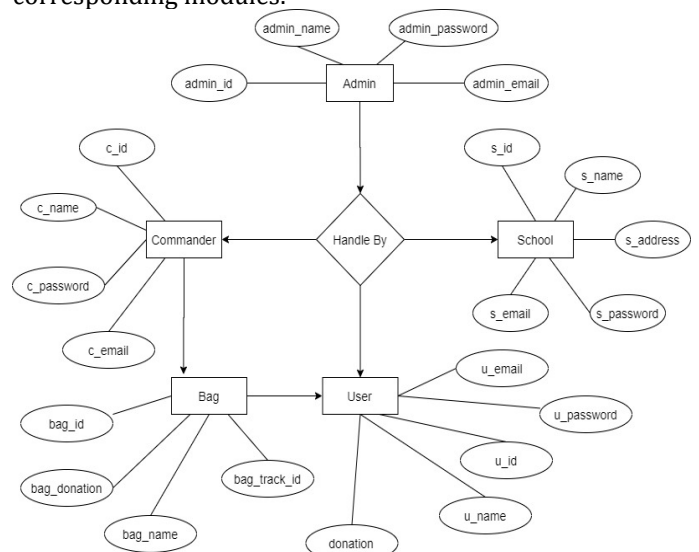 corresponding modules.
admin_name
admin_password
admin_id
Admin
admin_email
c_id
s_id
s_name
c_name
Commander
Handle By
School
s_address
c_password
s_email
s_password
c_email
u_email
Bag
User
bag_id
u_password
u_id
bag_donation
bag_track_id
u_name
bag_name
donation